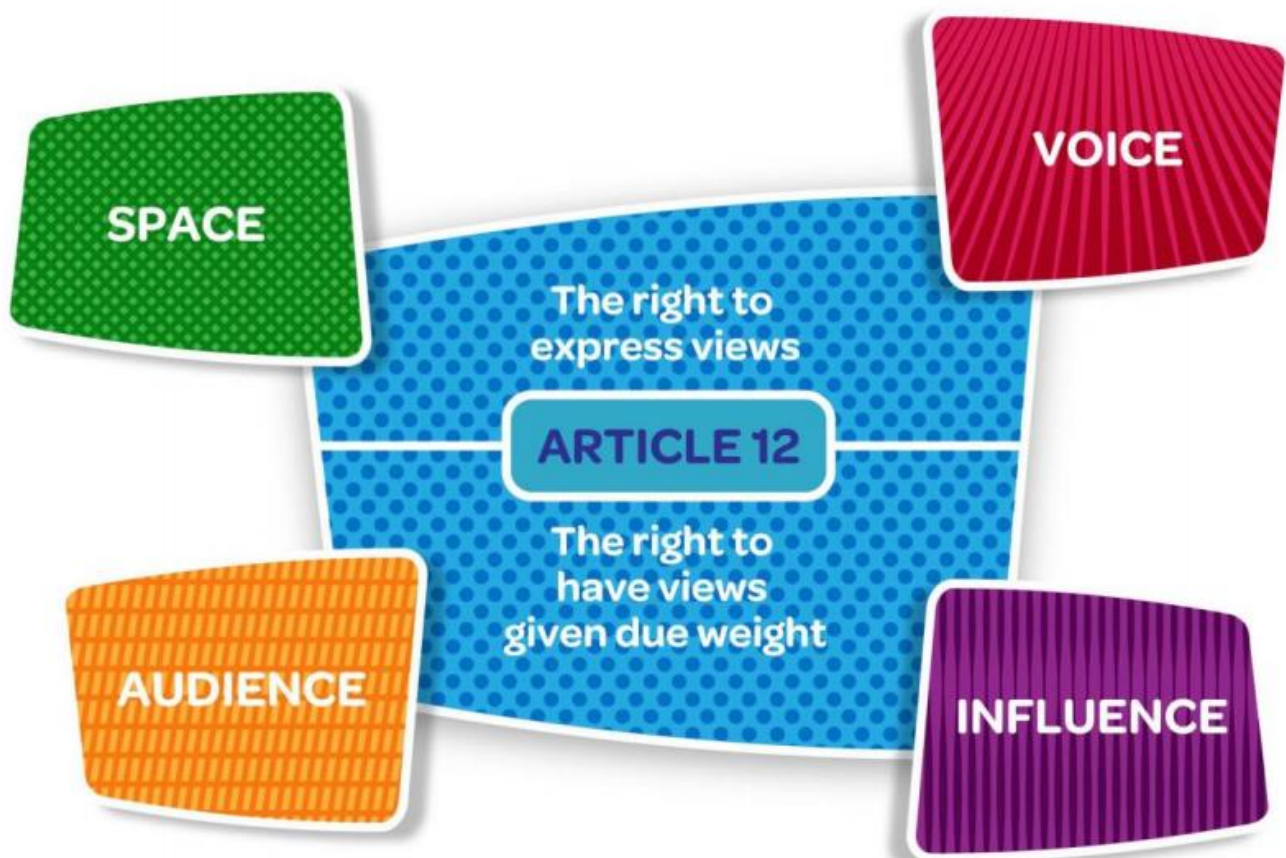 SPACE
VOICE
The right to
express views
ARTICLE 12
The right to
have views
given due weight
AUDIENCE
INFLUENCE